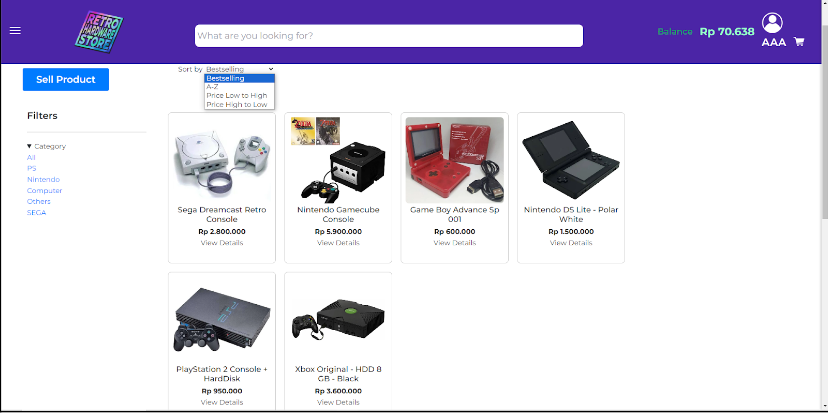 RETRO
HARDWARE
STORE
What are you looking for?
Balance Rp 70.638
AAA
Sell Product
Sort by Bestselling
Bestselling
A-Z
Price Low to High
Price High to Low
Filters
Category
All
PS
Nintendo
Computer
Others
SEGA
Sega Dreamcast Retro
Console
Rp 2.800.000
View Details
Nintendo Gamecube
Console
Rp 5.900.000
View Details
Game Boy Advance Sp
001
Rp 600.000
View Details
Nintendo DS Lite - Polar
White
Rp 1.500.000
View Details
PlayStation 2 Console +
HardDisk
Rp 950.000
View Details
Xbox Original - HDD 8
GB - Black
Rp 3.600.000
View Details